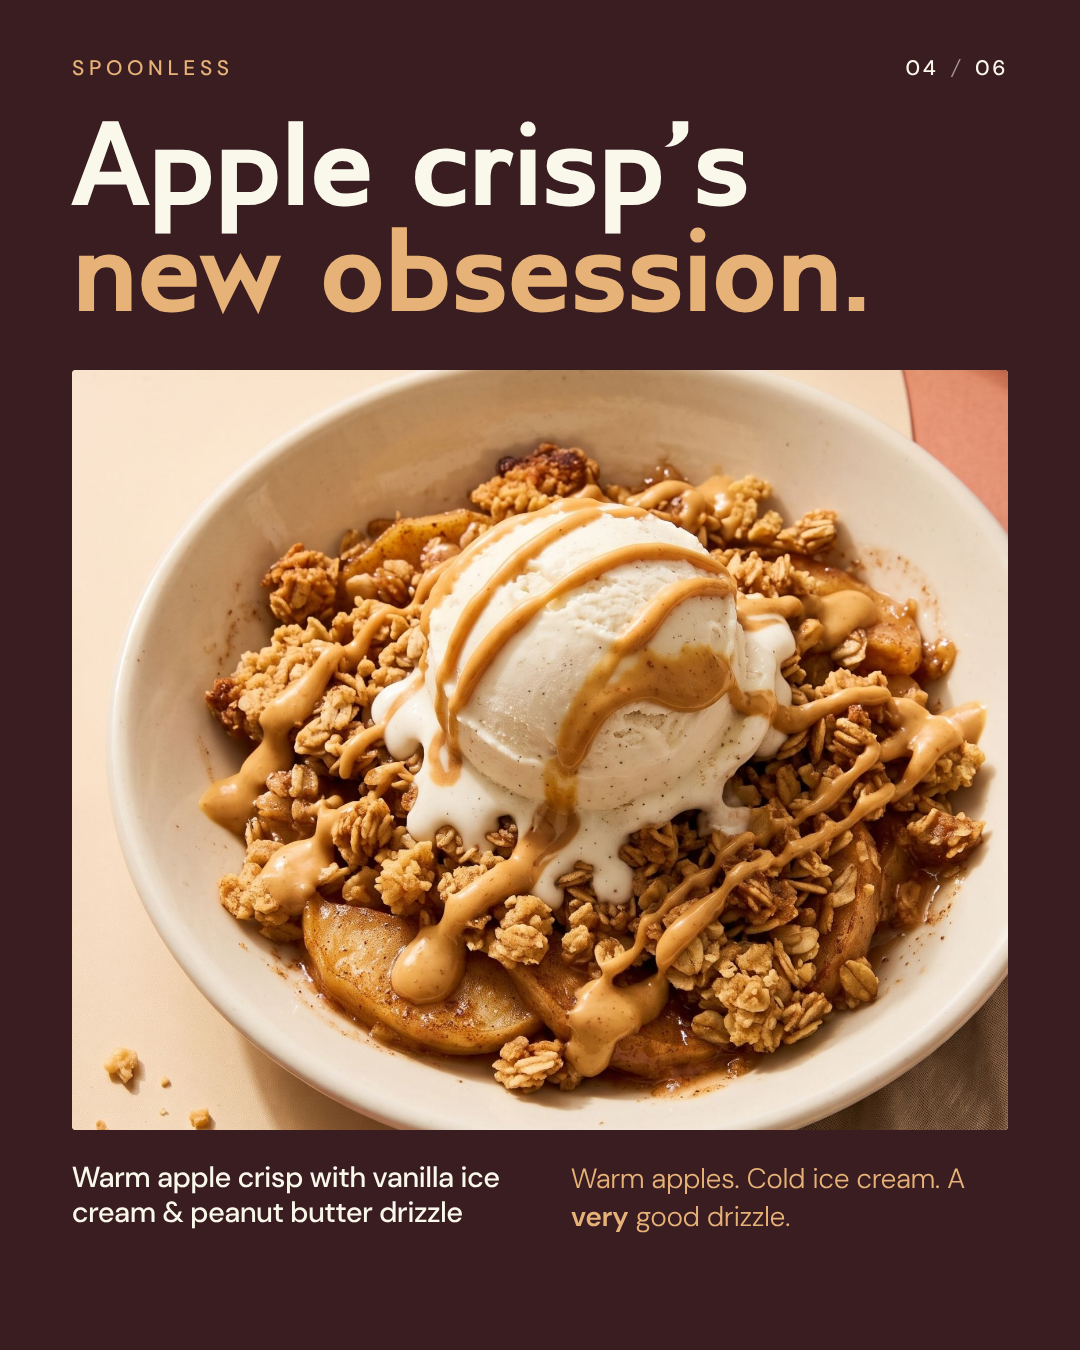 SPOONLESS
04 / 06
Apple crisp’s
new obsession.
Warm apple crisp with vanilla ice
cream & peanut butter drizzle
Warm apples. Cold ice cream. A
very good drizzle.